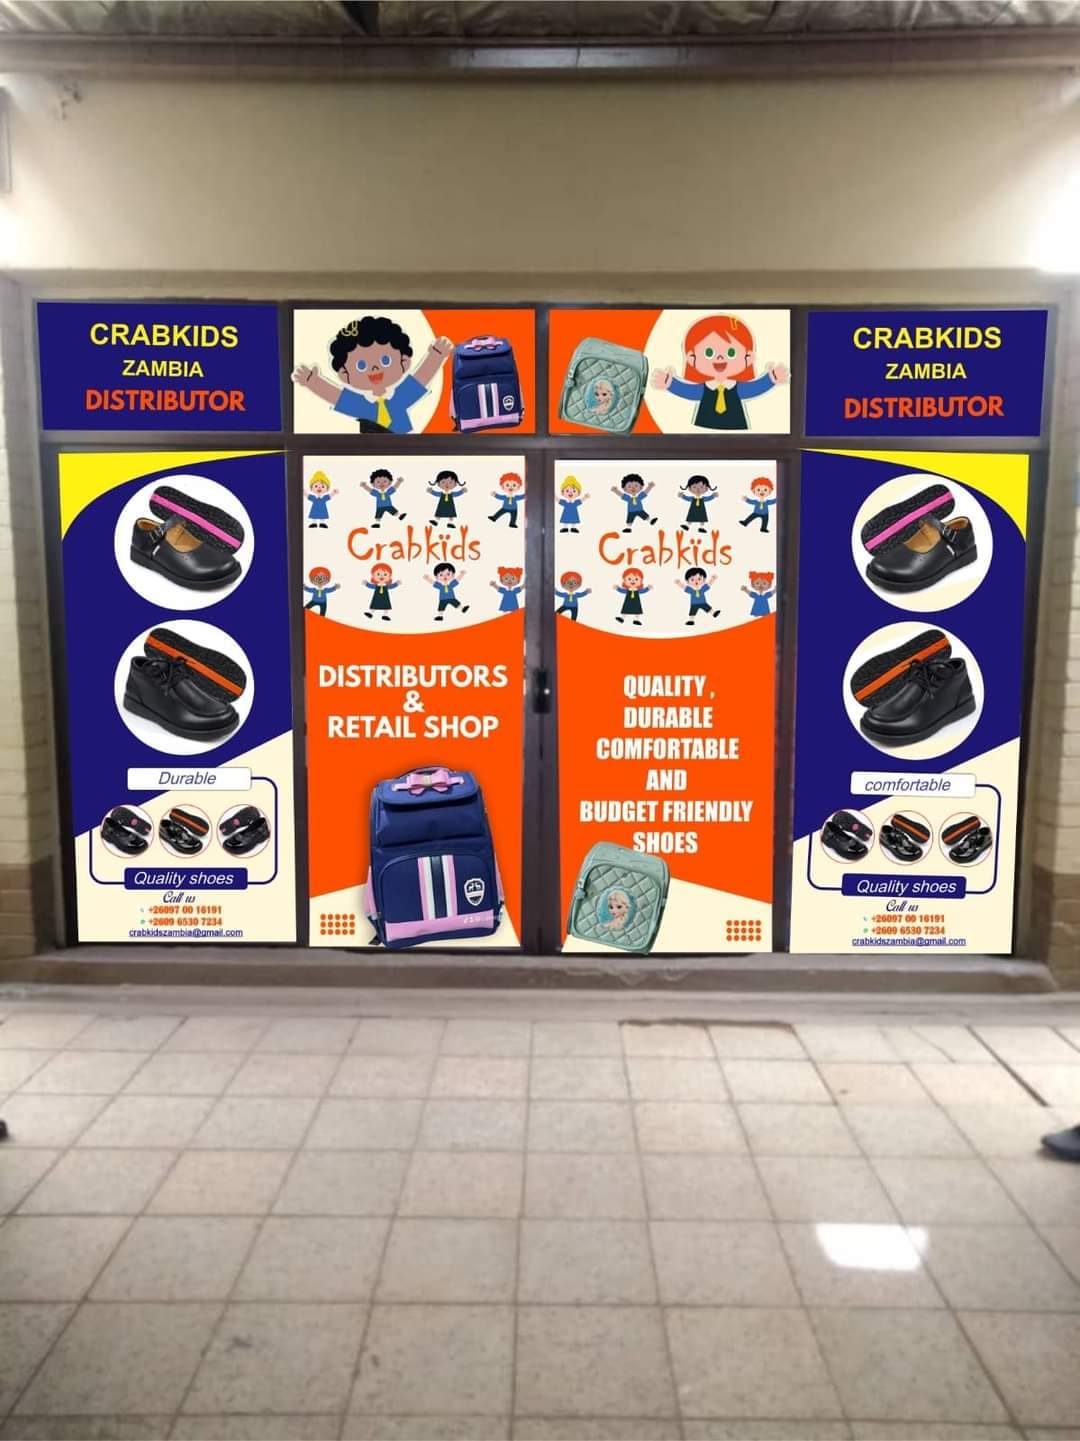 CRABKIDS
ZAMBIA
DISTRIBUTOR
CRABKIDS
ZAMBIA
DISTRIBUTOR
Durable
Quality shoes
Call us
+26097 00 16191
+2609 6530 7234
crabkidszambia@gmail.com
Crabkïds
DISTRIBUTORS
&
RETAIL SHOP
Crabkïds
QUALITY ,
DURABLE
COMFORTABLE
AND
BUDGET FRIENDLY
SHOES
comfortable
Quality shoes
Call us
+26097 00 16191
+2609 6530 7234
crabkidszambia@gmail.com